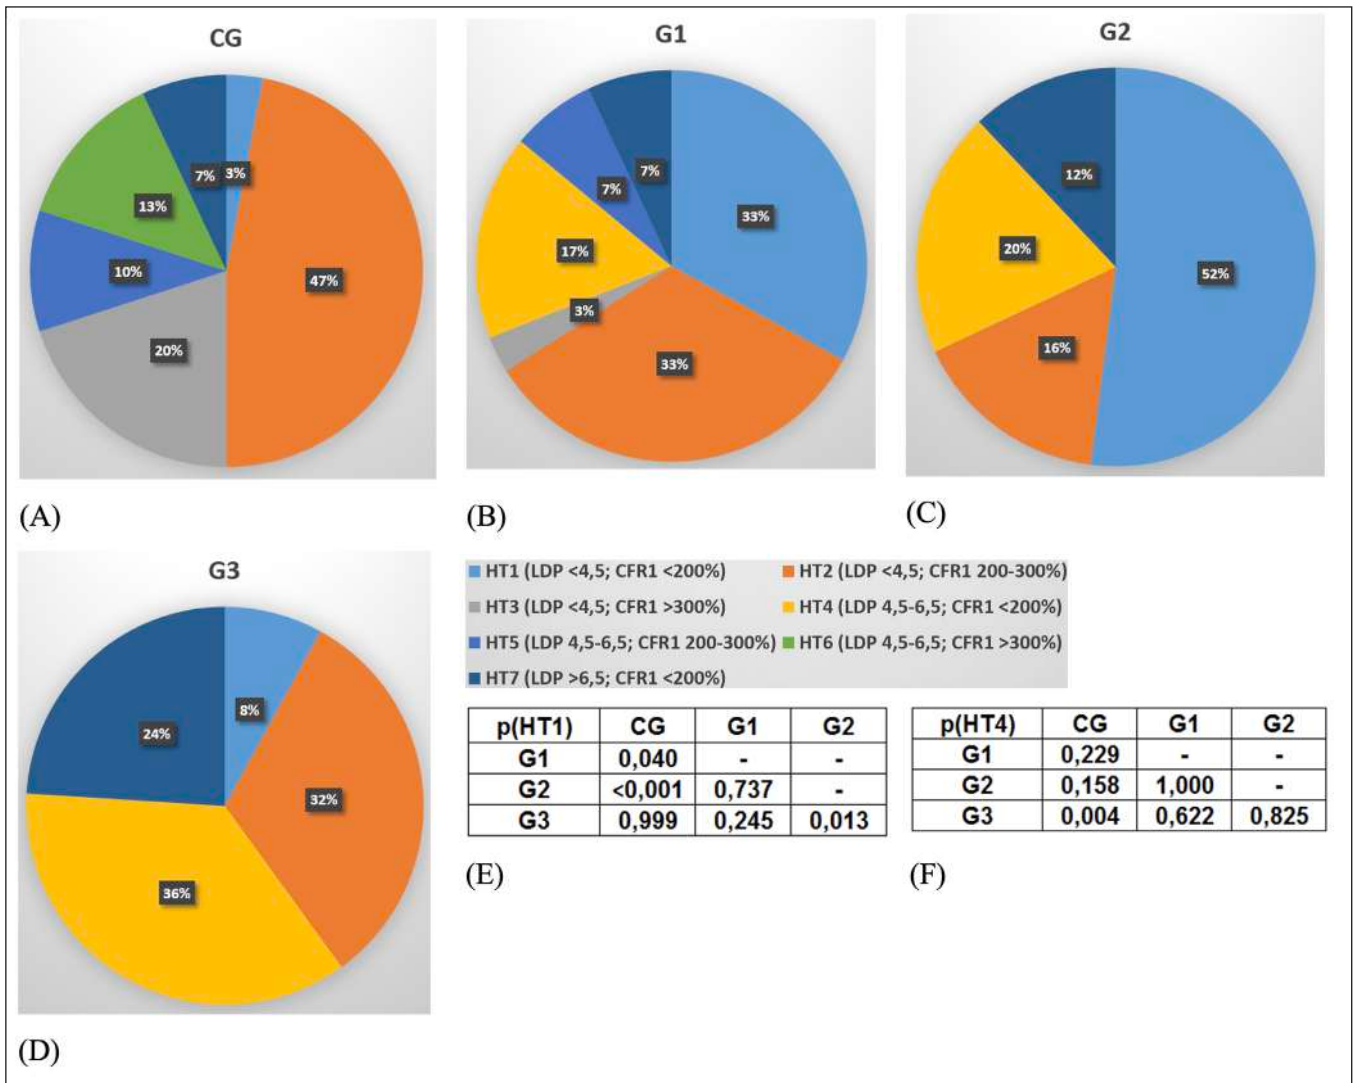 CG
7%
3%
13%
47%
10%
20%
(A)
G1
7%
7%
33%
17%
3%
33%
(B)
G2
12%
20%
52%
16%
(C)
G3
8%
24%
32%
36%
(D)
HT1 (LDP <4,5; CFR1 <200%) HT2 (LDP <4,5; CFR1 200-300%)
HT3 (LDP <4,5; CFR1 >300%) HT4 (LDP 4,5-6,5; CFR1 <200%)
HT5 (LDP 4,5-6,5; CFR1 200-300%) HT6 (LDP 4,5-6,5; CFR1 >300%)
HT7 (LDP >6,5; CFR1 <200%)
p(HT1) CG G1 G2
G1 0,040 - -
G2 <0,001 0,737 -
G3 0,999 0,245 0,013
(E)
p(HT4) CG G1 G2
G1 0,229 - -
G2 0,158 1,000 -
G3 0,004 0,622 0,825
(F)